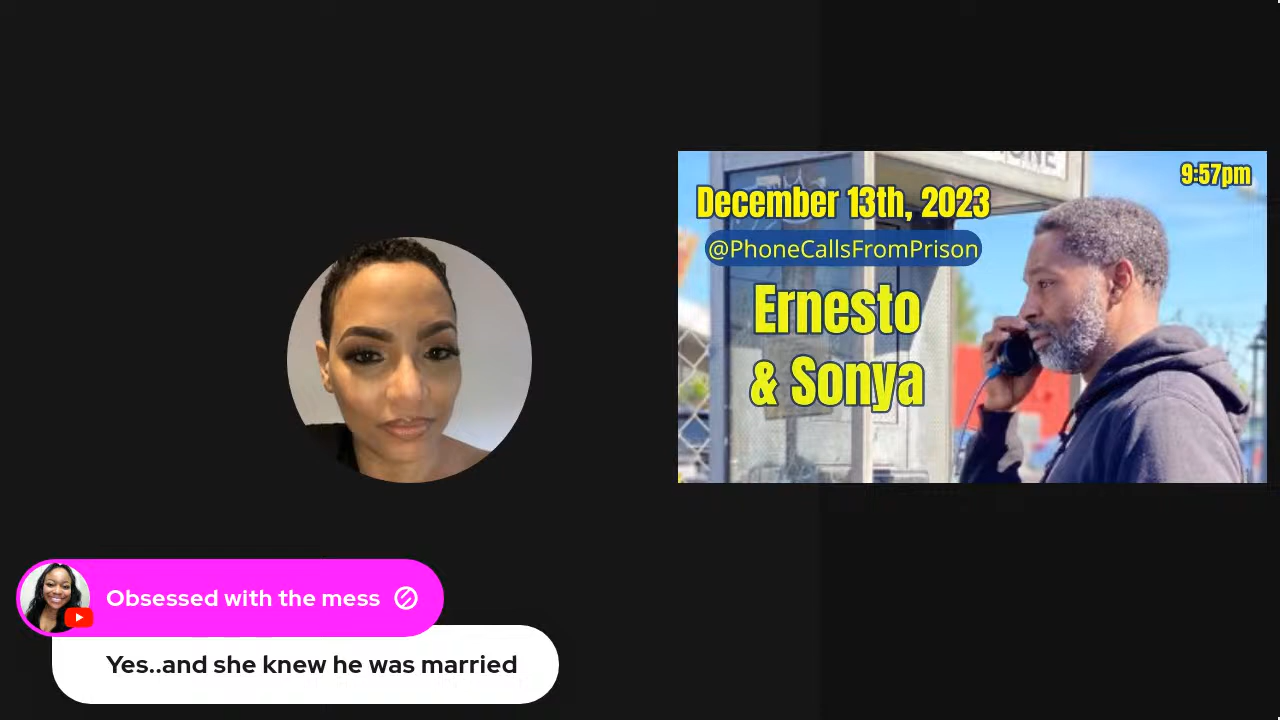 9:57pm
December 13th, 2023
@PhoneCallsFromPrison
Ernesto
& Sonya
Obsessed with the mess
Yes..and she knew he was married